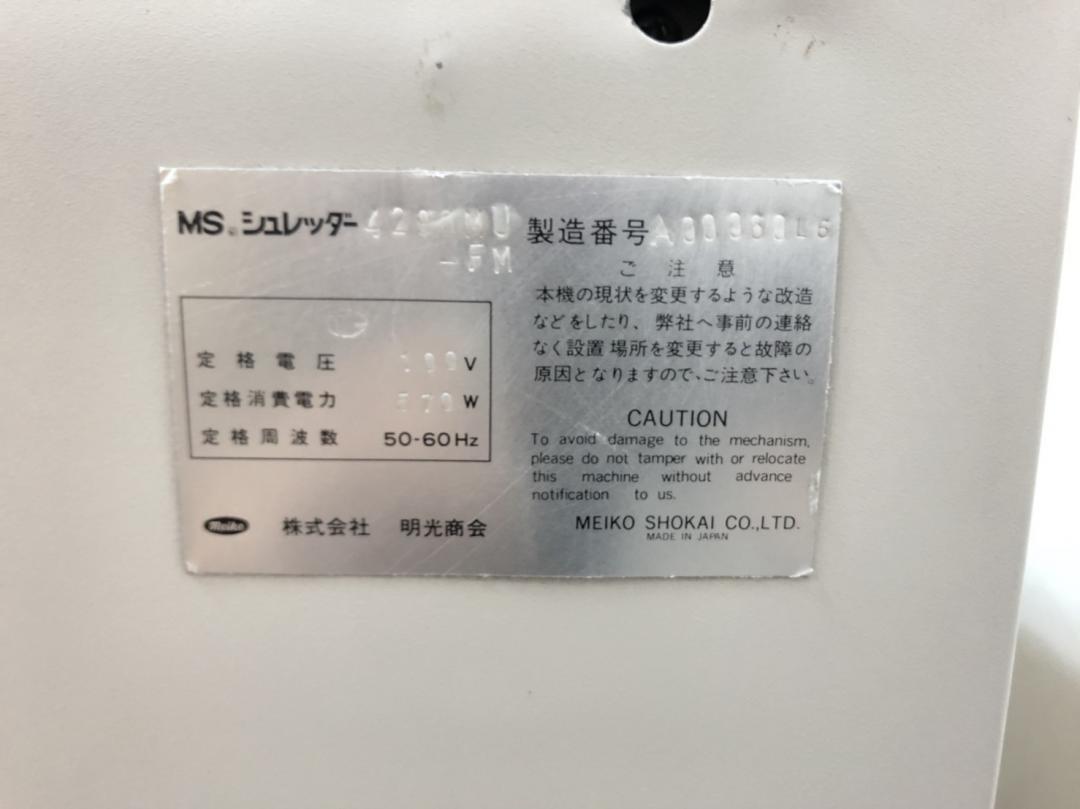 MS シュレッダー
-FM
製造番号 A00360L6
ご注意
本機の現状を変更するような改造
などをしたり、弊社へ事前の連絡
なく設置場所を変更すると故障の
原因となりますので、ご注意下さい。
定格電圧 100V
定格消費電力 570W
定格周波数 50-60Hz
CAUTION
To avoid damage to the mechanism,
please do not tamper with or relocate
this machine without advance
notification to us.
Meiko 株式会社 明光商会
MEIKO SHOKAI CO.,LTD.
MADE IN JAPAN